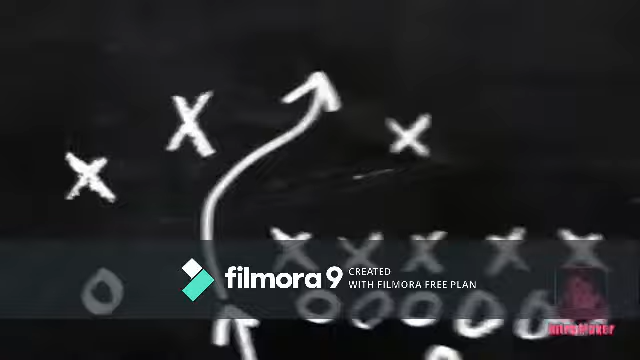 X
X
X
X X X X X
filmora 9 CREATED
WITH FILMORA FREE PLAN
O O O O O O